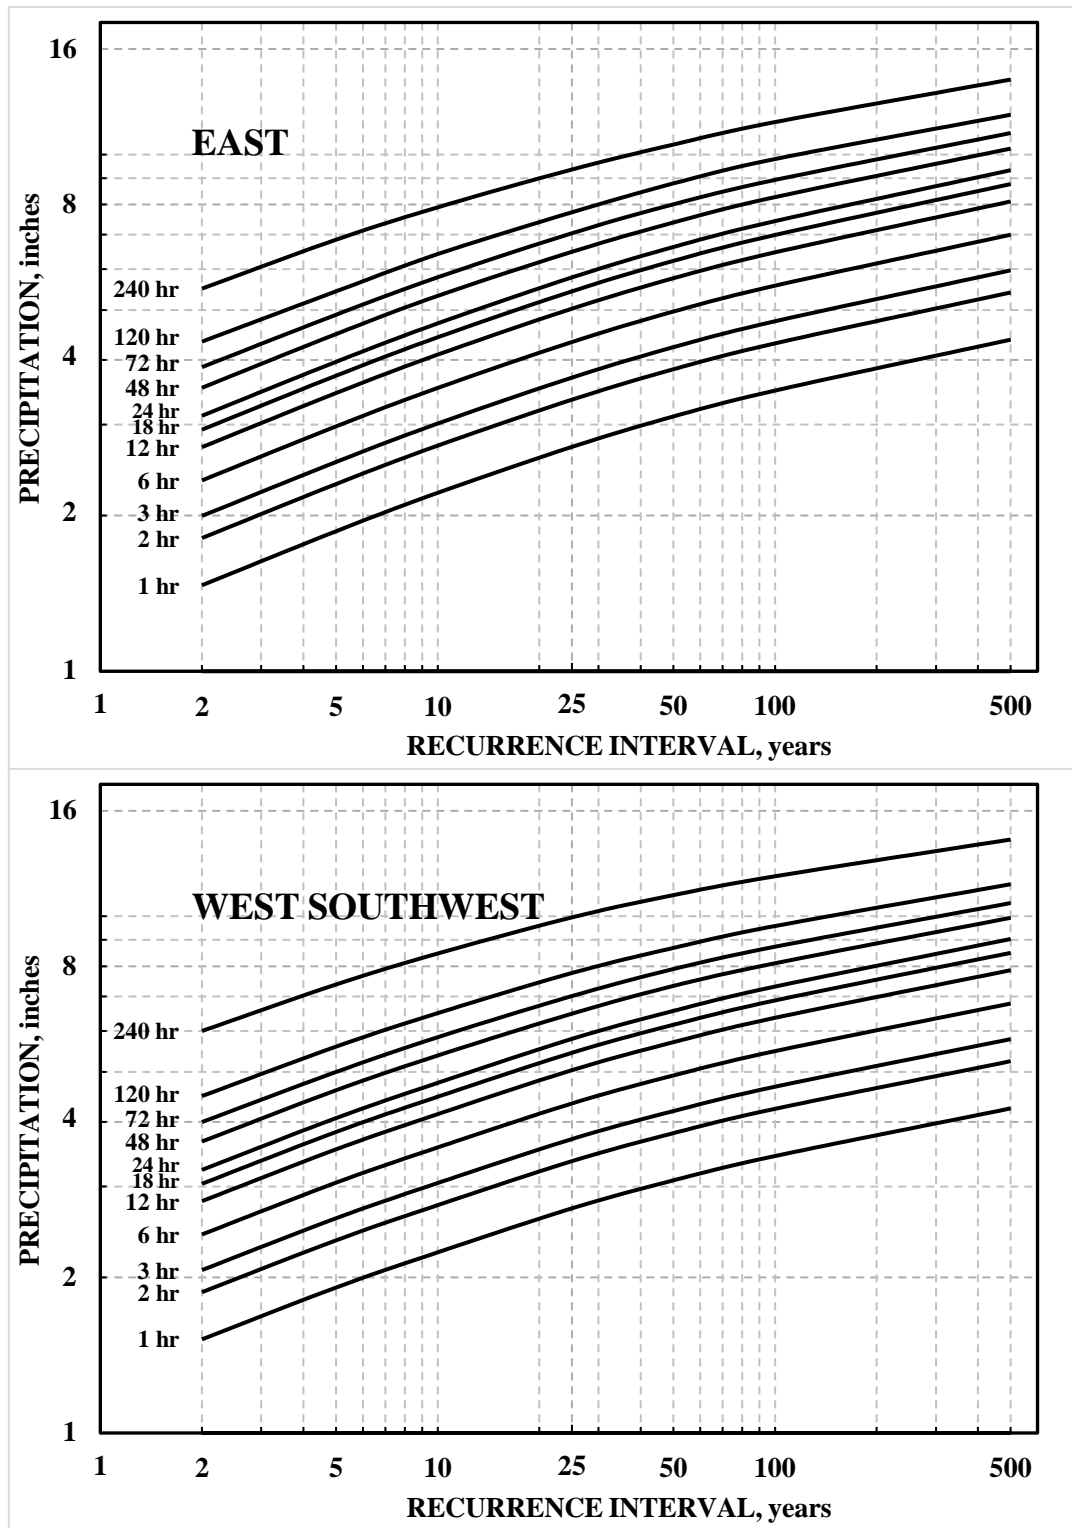 16
EAST
8
240 hr
120 hr
72 hr
4
48 hr
24 hr
18 hr
12 hr
6 hr
3 hr
2
2 hr
1 hr
1
PRECIPITATION, inches
1 2 5 10 25 50 100 500
RECURRENCE INTERVAL, years
16
WEST SOUTHWEST
8
240 hr
120 hr
72 hr
4
48 hr
24 hr
18 hr
12 hr
6 hr
3 hr
2
2 hr
1 hr
1
PRECIPITATION, inches
1 2 5 10 25 50 100 500
RECURRENCE INTERVAL, years